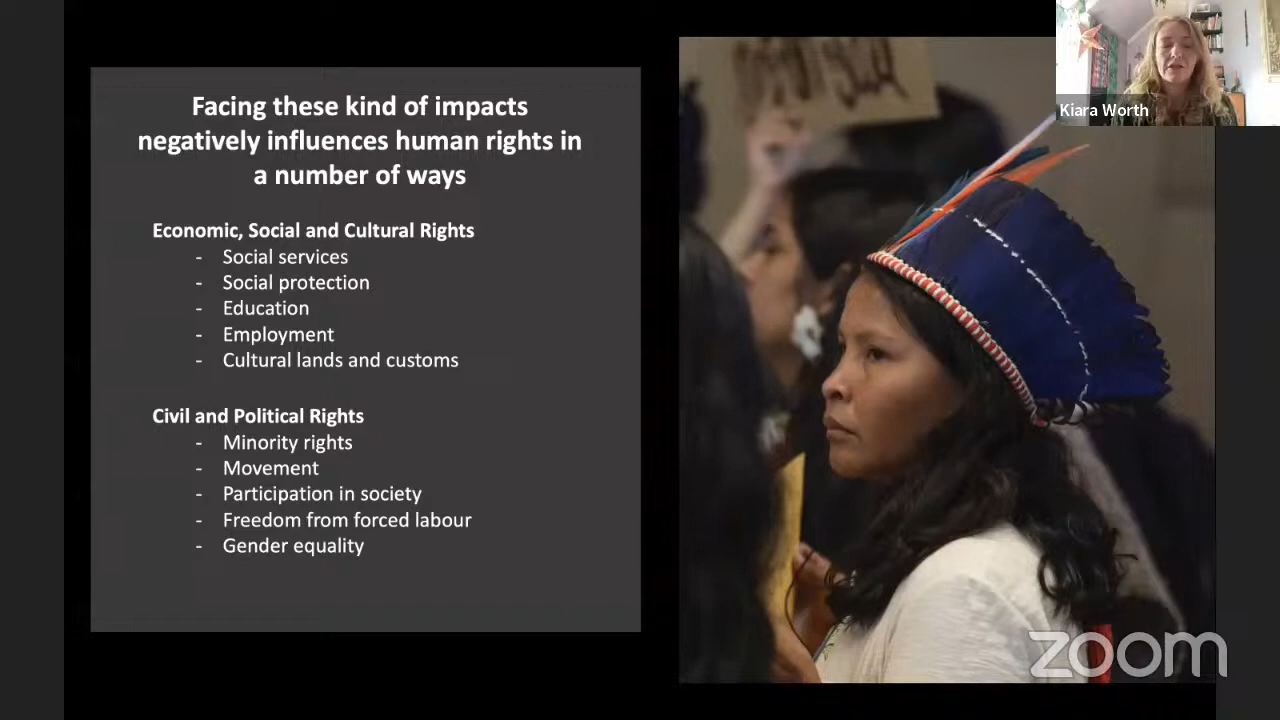 Facing these kind of impacts
negatively influences human rights in
a number of ways
Economic, Social and Cultural Rights
- Social services
- Social protection
- Education
- Employment
- Cultural lands and customs
Civil and Political Rights
- Minority rights
- Movement
- Participation in society
- Freedom from forced labour
- Gender equality
Kiara Worth
zoom